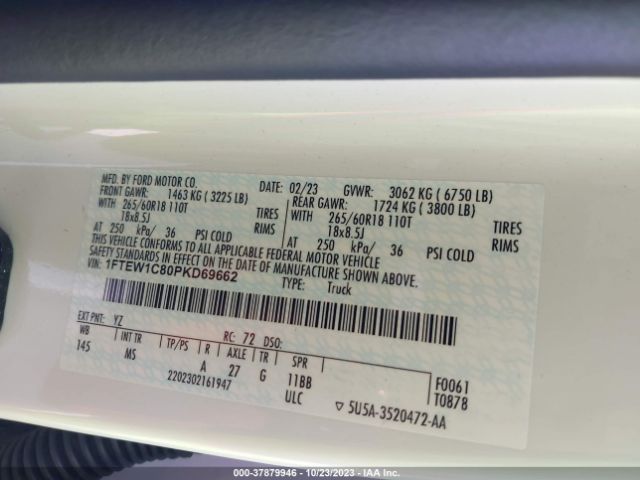 MFD. BY FORD MOTOR CO.
DATE: 02/23 GVWR: 3062 KG ( 6750 LB)
FRONT GAWR: 1463 KG ( 3225 LB) REAR GAWR: 1724 KG ( 3800 LB)
WITH 265/60R18 110T TIRES WITH 265/60R18 110T TIRES
18x8.5J RIMS 18x8.5J RIMS
AT 250 kPa/ 36 PSI COLD AT 250 kPa/ 36 PSI COLD
THIS VEHICLE CONFORMS TO ALL APPLICABLE FEDERAL MOTOR VEHICLE
SAFETY STANDARDS IN EFFECT ON THE DATE OF MANUFACTURE SHOWN ABOVE.
VIN: 1FTEW1C80PKD69662
TYPE: Truck
EXT PNT: YZ RC: 72 DSO:
WB INT TR TP/PS R AXLE TR SPR
145 MS A 27 G 11BB
2202302161947 ULC
F0061
T0878
▽ 5U5A-3520472-AA
000-37879946 - 10/23/2023 - IAA Inc.